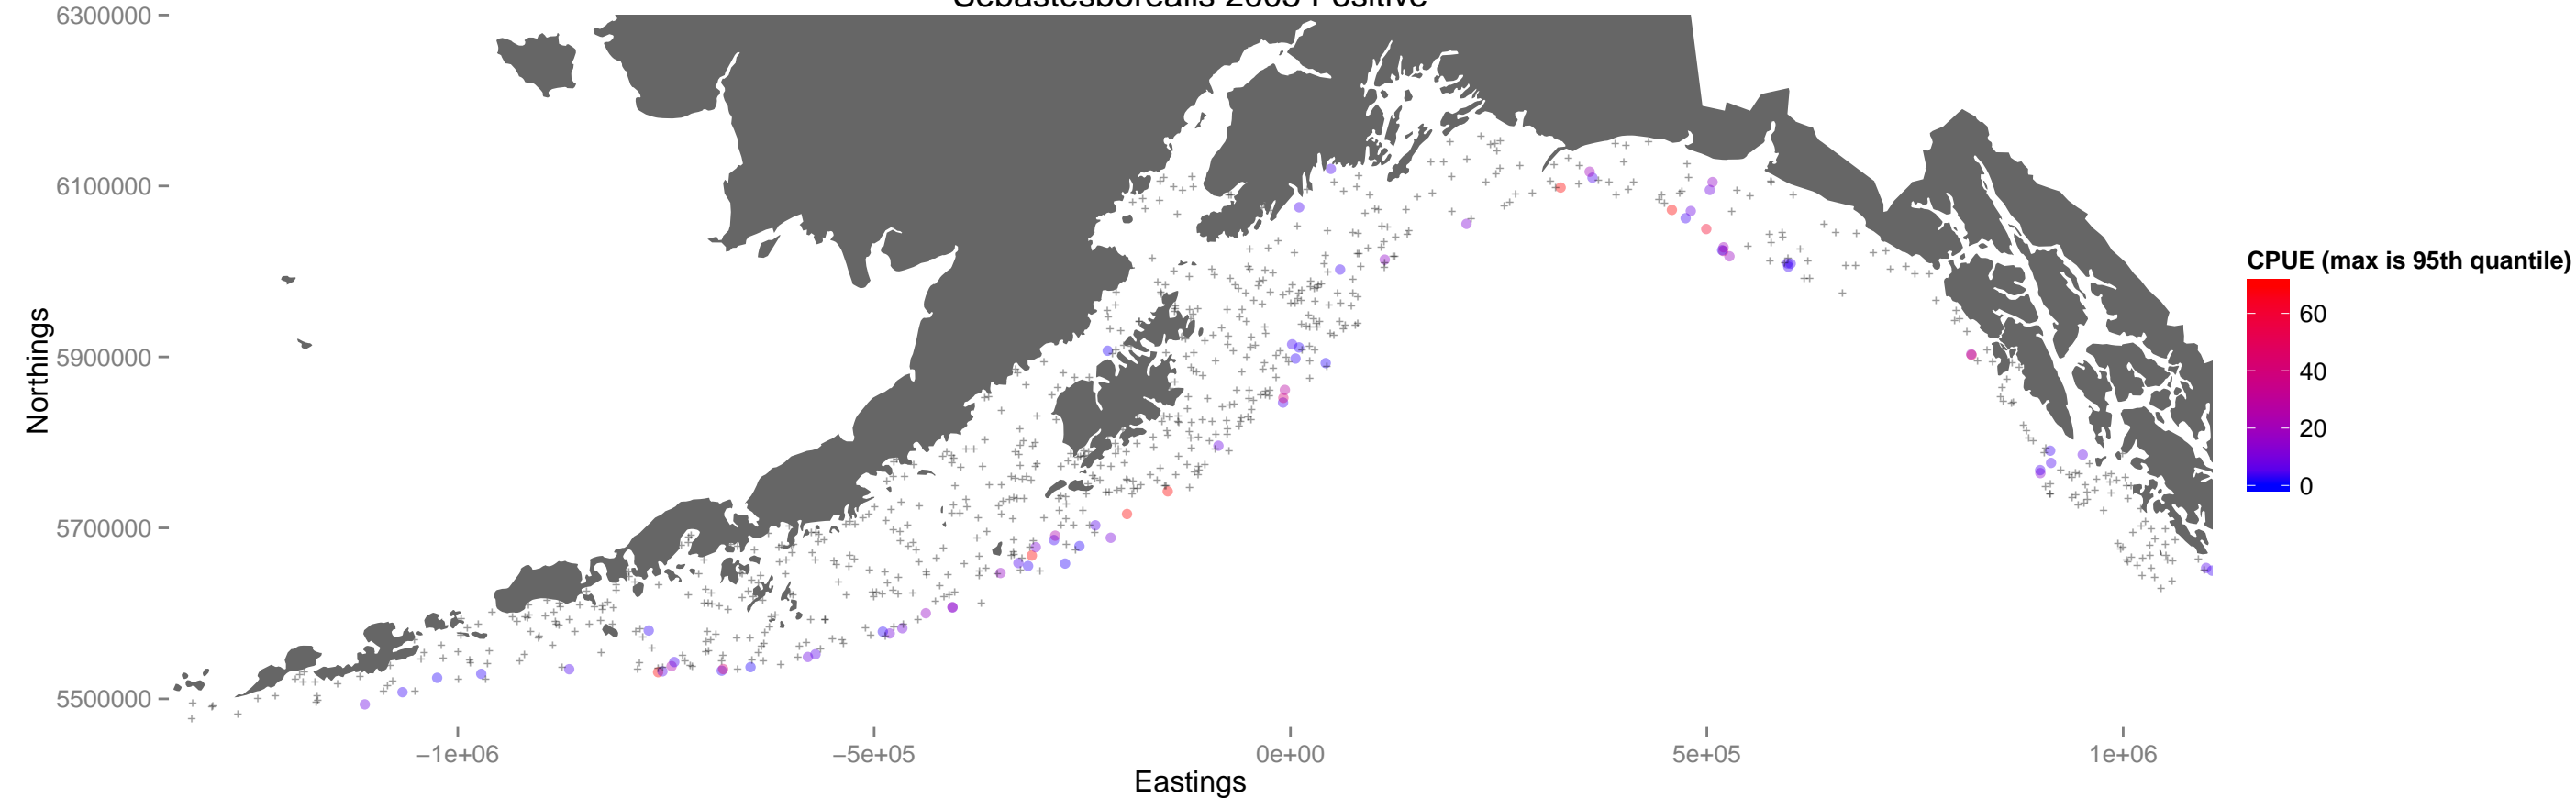 Sebastesborealis 2005 Positive
6300000
6100000
5900000
5700000
5500000
Northings
−1e+06
−5e+05
0e+00
5e+05
1e+06
Eastings
CPUE (max is 95th quantile)
60
40
20
0